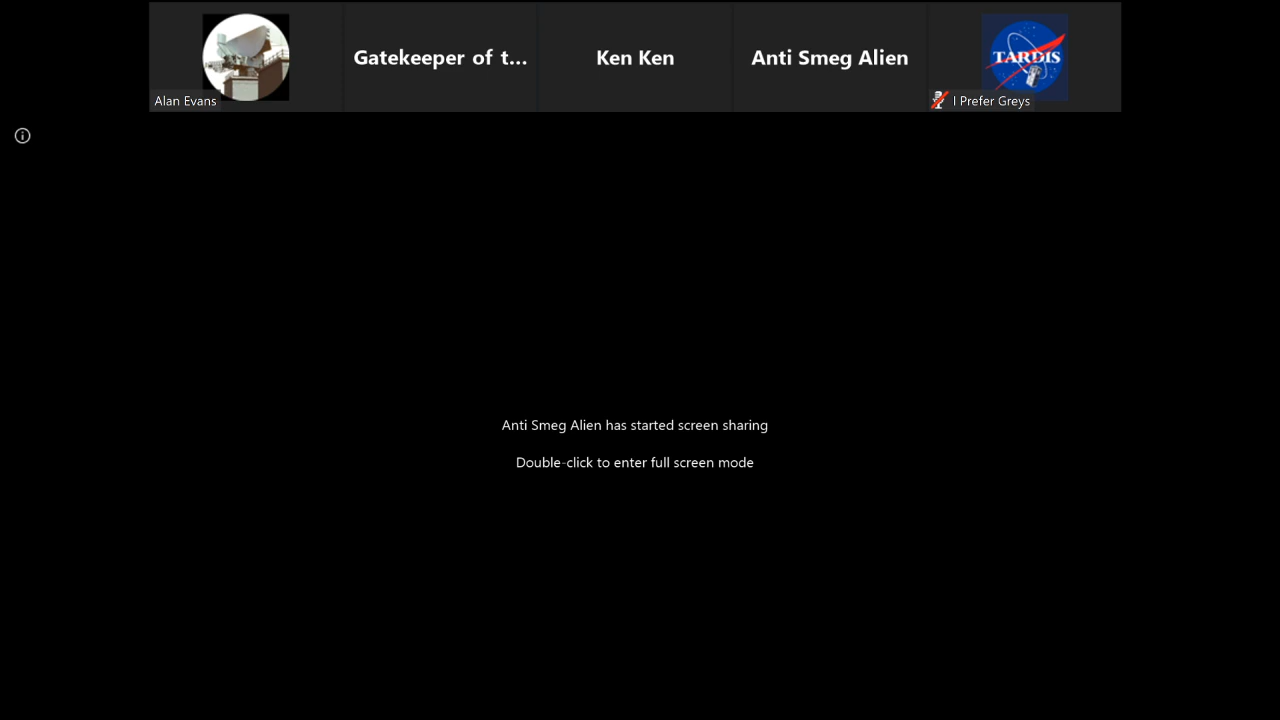 Gatekeeper of t...
Ken Ken
Anti Smeg Alien
TARDIS
Alan Evans
I Prefer Greys
Anti Smeg Alien has started screen sharing
Double-click to enter full screen mode